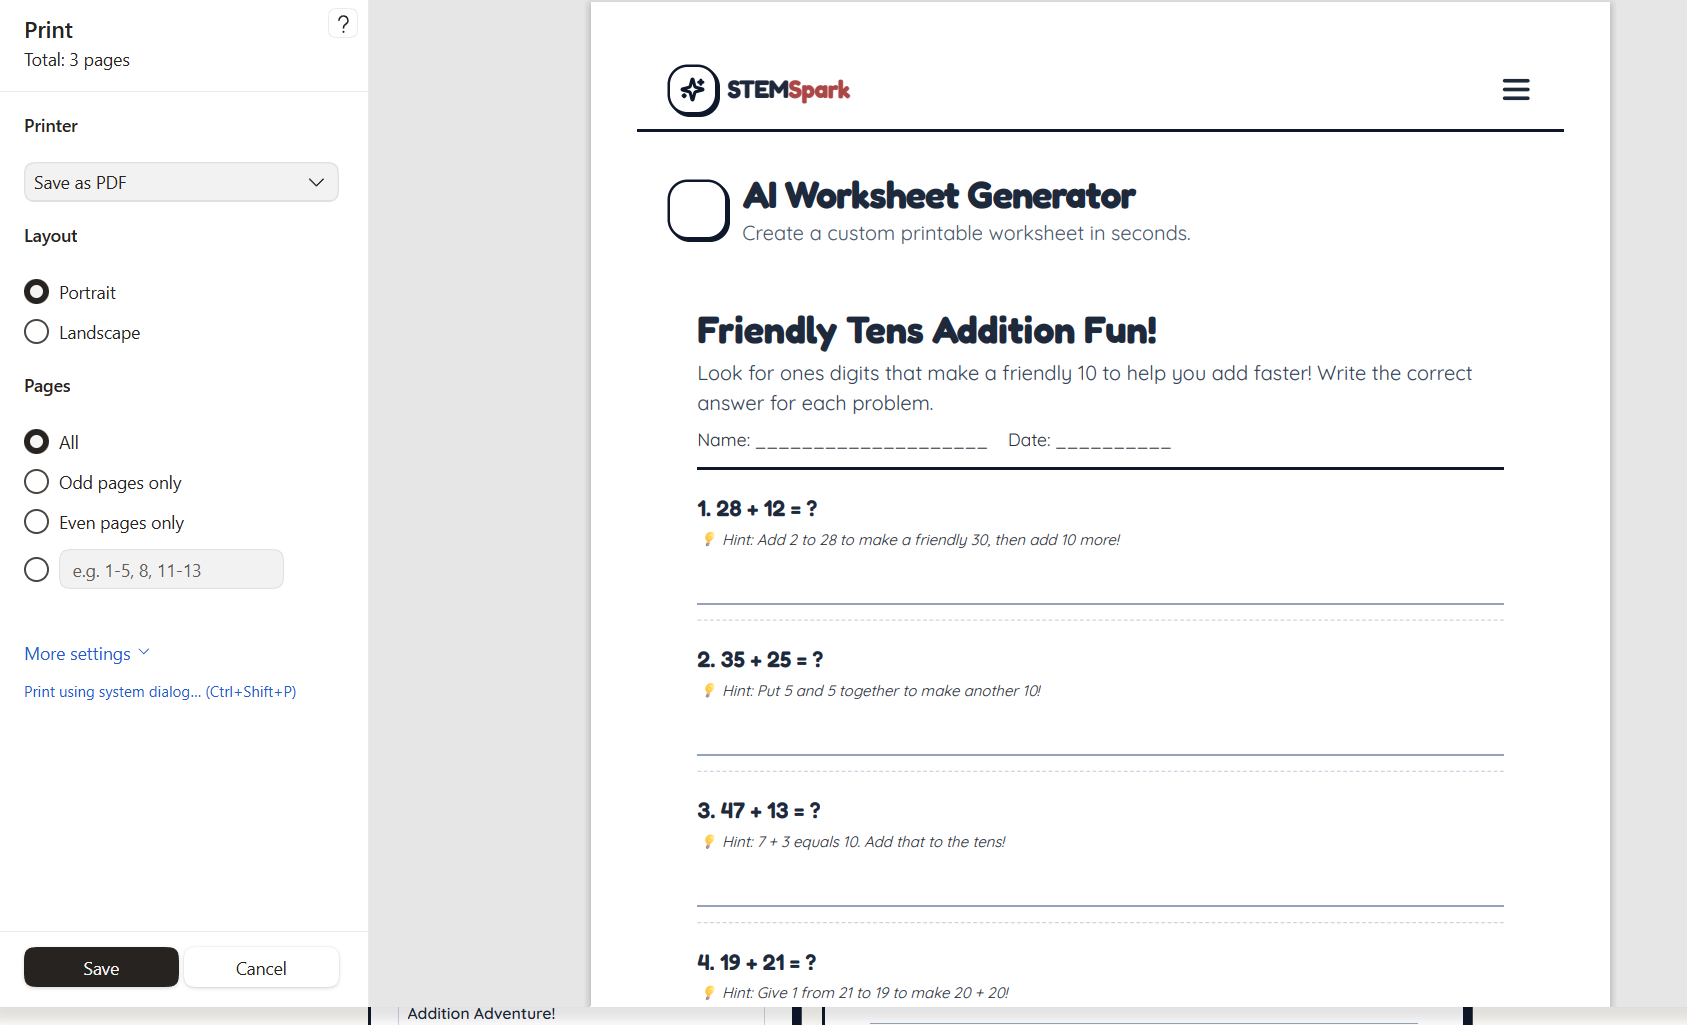 Print
?
Total: 3 pages
Printer
Save as PDF
Layout
Portrait
Landscape
Pages
All
Odd pages only
Even pages only
e.g. 1-5, 8, 11-13
More settings
Print using system dialog... (Ctrl+Shift+P)
Save
Cancel
STEMSpark
AI Worksheet Generator
Create a custom printable worksheet in seconds.
Friendly Tens Addition Fun!
Look for ones digits that make a friendly 10 to help you add faster! Write the correct
answer for each problem.
Name: ____________________ Date: __________
1. 28 + 12 = ?
💡 Hint: Add 2 to 28 to make a friendly 30, then add 10 more!
2. 35 + 25 = ?
💡 Hint: Put 5 and 5 together to make another 10!
3. 47 + 13 = ?
💡 Hint: 7 + 3 equals 10. Add that to the tens!
4. 19 + 21 = ?
💡 Hint: Give 1 from 21 to 19 to make 20 + 20!
Addition Adventure!